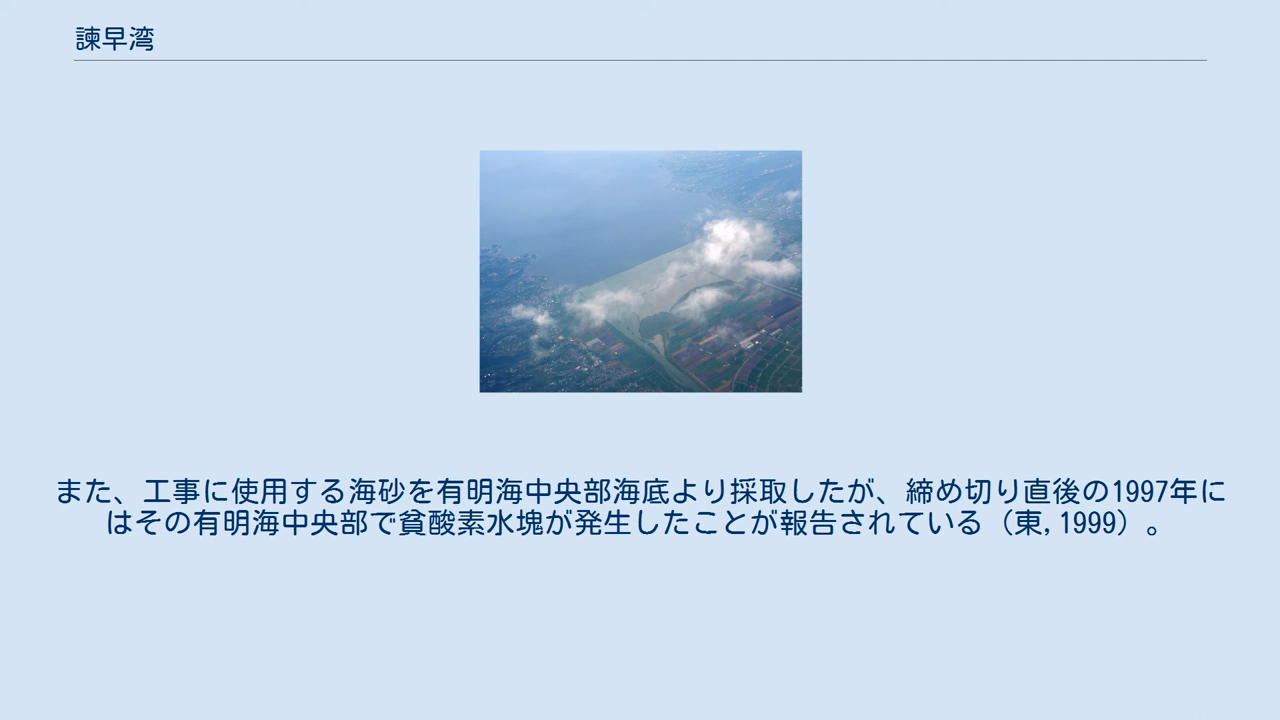 諫早湾
また、工事に使用する海砂を有明海中央部海底より採取したが、締め切り直後の1997年に
はその有明海中央部で貧酸素水塊が発生したことが報告されている（東,1999）。